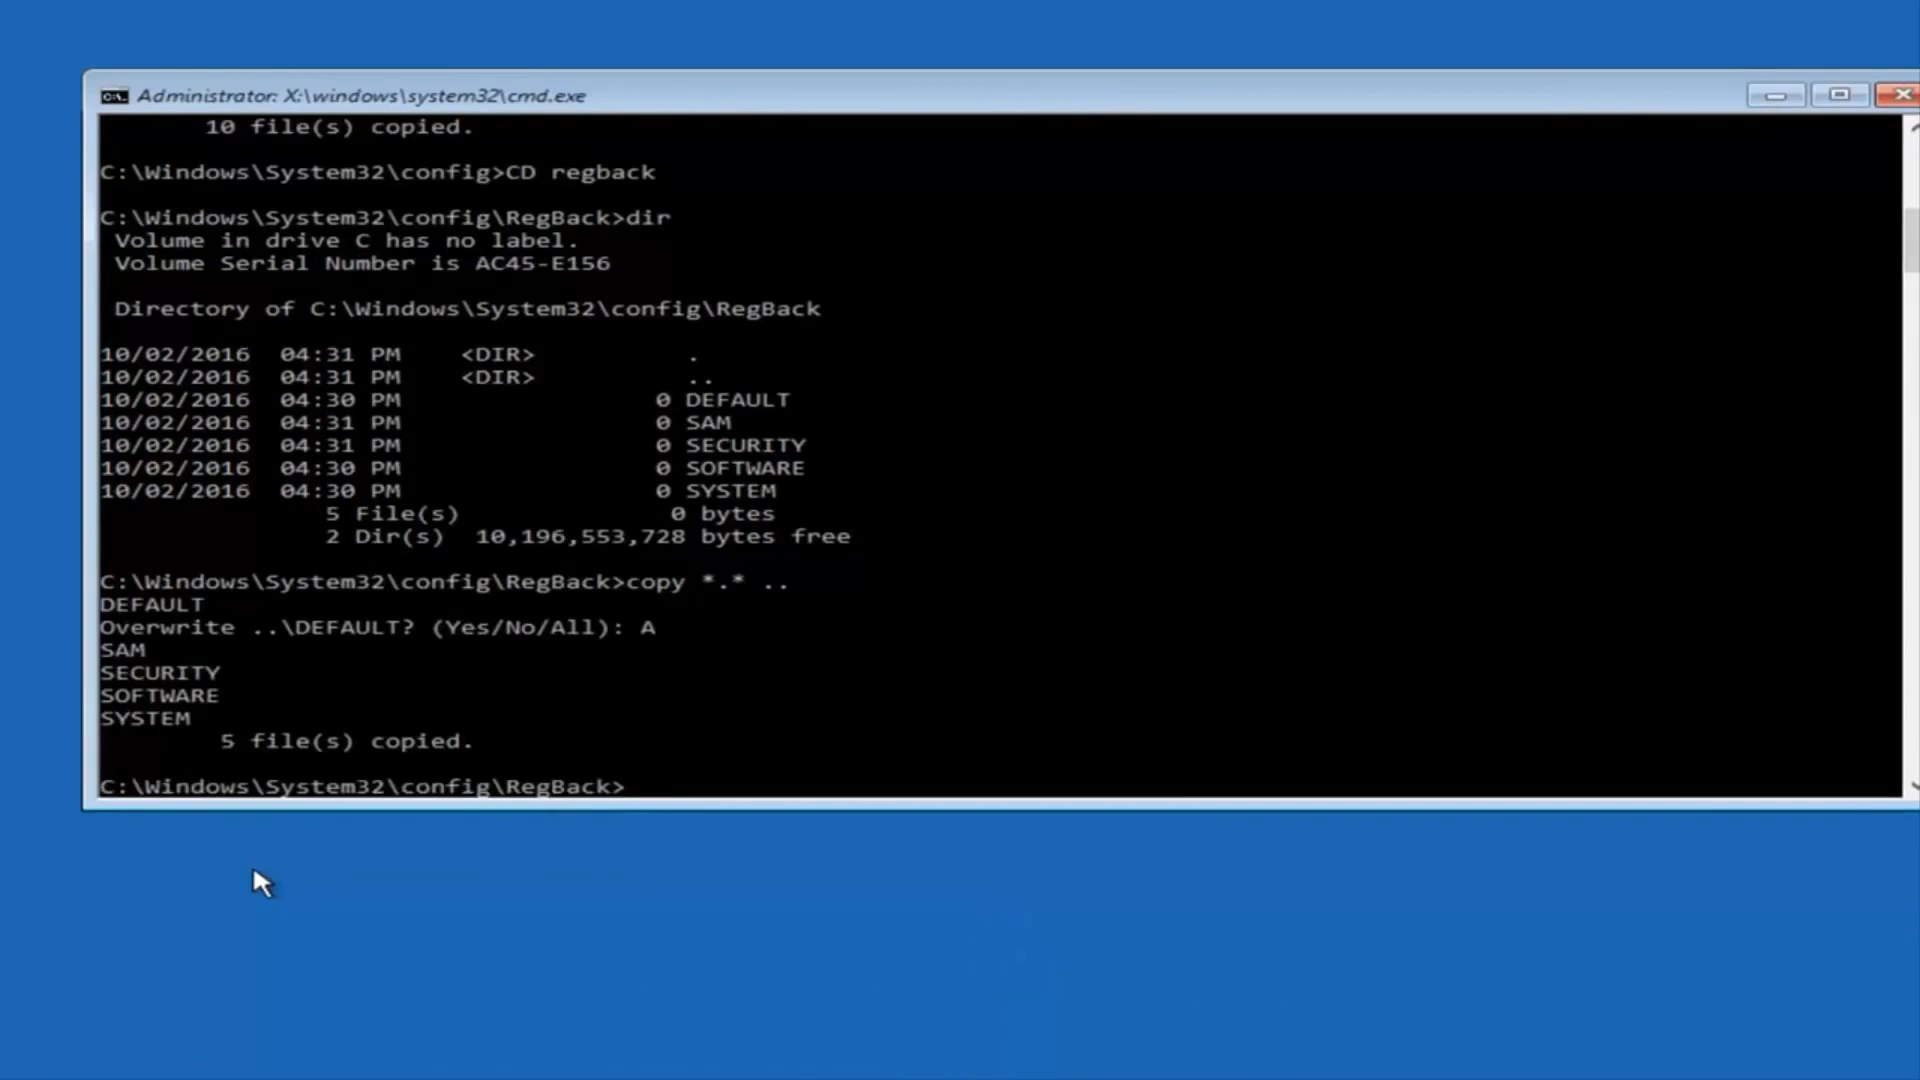 Administrator: X:\windows\system32\cmd.exe
10 file(s) copied.
C:\Windows\System32\config>CD regback
C:\Windows\System32\config\RegBack>dir
Volume in drive C has no label.
Volume Serial Number is AC45-E156
Directory of C:\Windows\System32\config\RegBack
10/02/2016 04:31 PM <DIR> .
10/02/2016 04:31 PM <DIR> ..
10/02/2016 04:30 PM 0 DEFAULT
10/02/2016 04:31 PM 0 SAM
10/02/2016 04:31 PM 0 SECURITY
10/02/2016 04:30 PM 0 SOFTWARE
10/02/2016 04:30 PM 0 SYSTEM
5 File(s) 0 bytes
2 Dir(s) 10,196,553,728 bytes free
C:\Windows\System32\config\RegBack>copy *.* ..
DEFAULT
Overwrite ..\DEFAULT? (Yes/No/All): A
SAM
SECURITY
SOFTWARE
SYSTEM
5 file(s) copied.
C:\Windows\System32\config\RegBack>